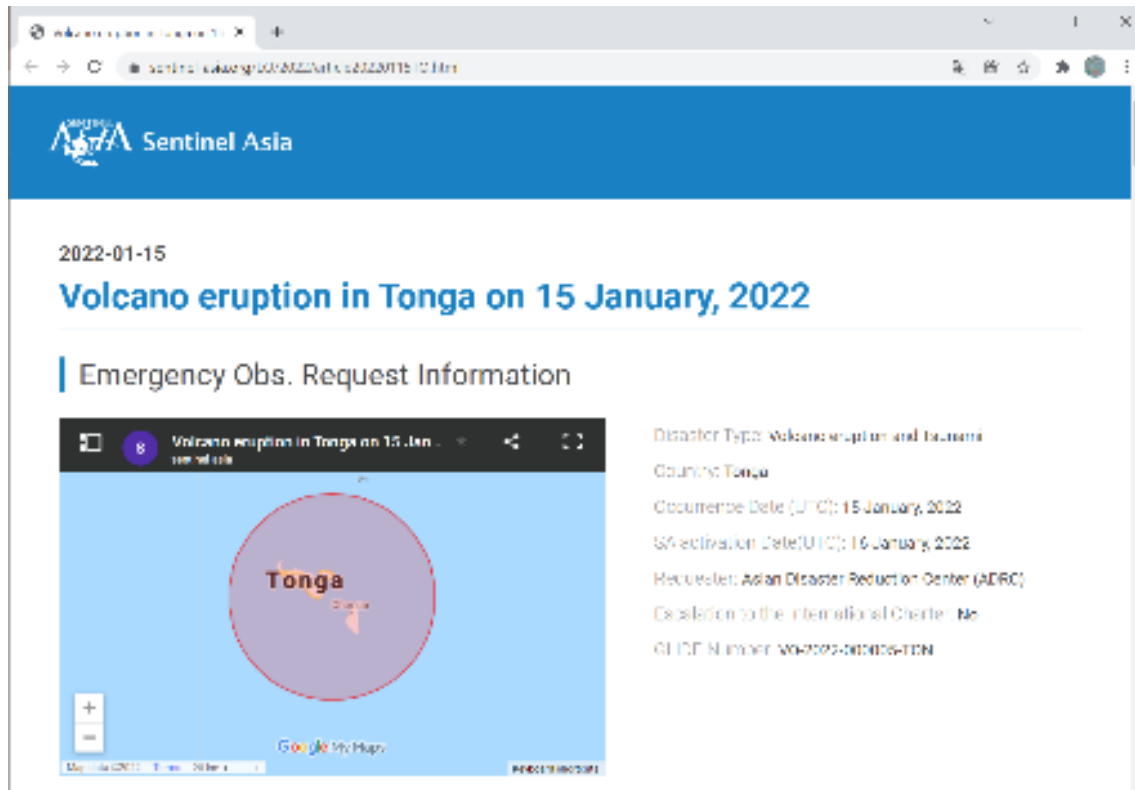 Sentinel Asia
2022-01-15
Volcano eruption in Tonga on 15 January, 2022
Emergency Obs. Request Information
8
Volcano eruption in Tonga on 15 Jan...
sentinel asia
Tonga
Google My Maps
Disaster Type: Volcano eruption and Tsunami
Country: Tonga
Occurrence Date (UTC): 15 January, 2022
SA activation Date(UTC): 16 January, 2022
Requester: Asian Disaster Reduction Center (ADRC)
Escalation to the International Charter: No
GLIDE Number: